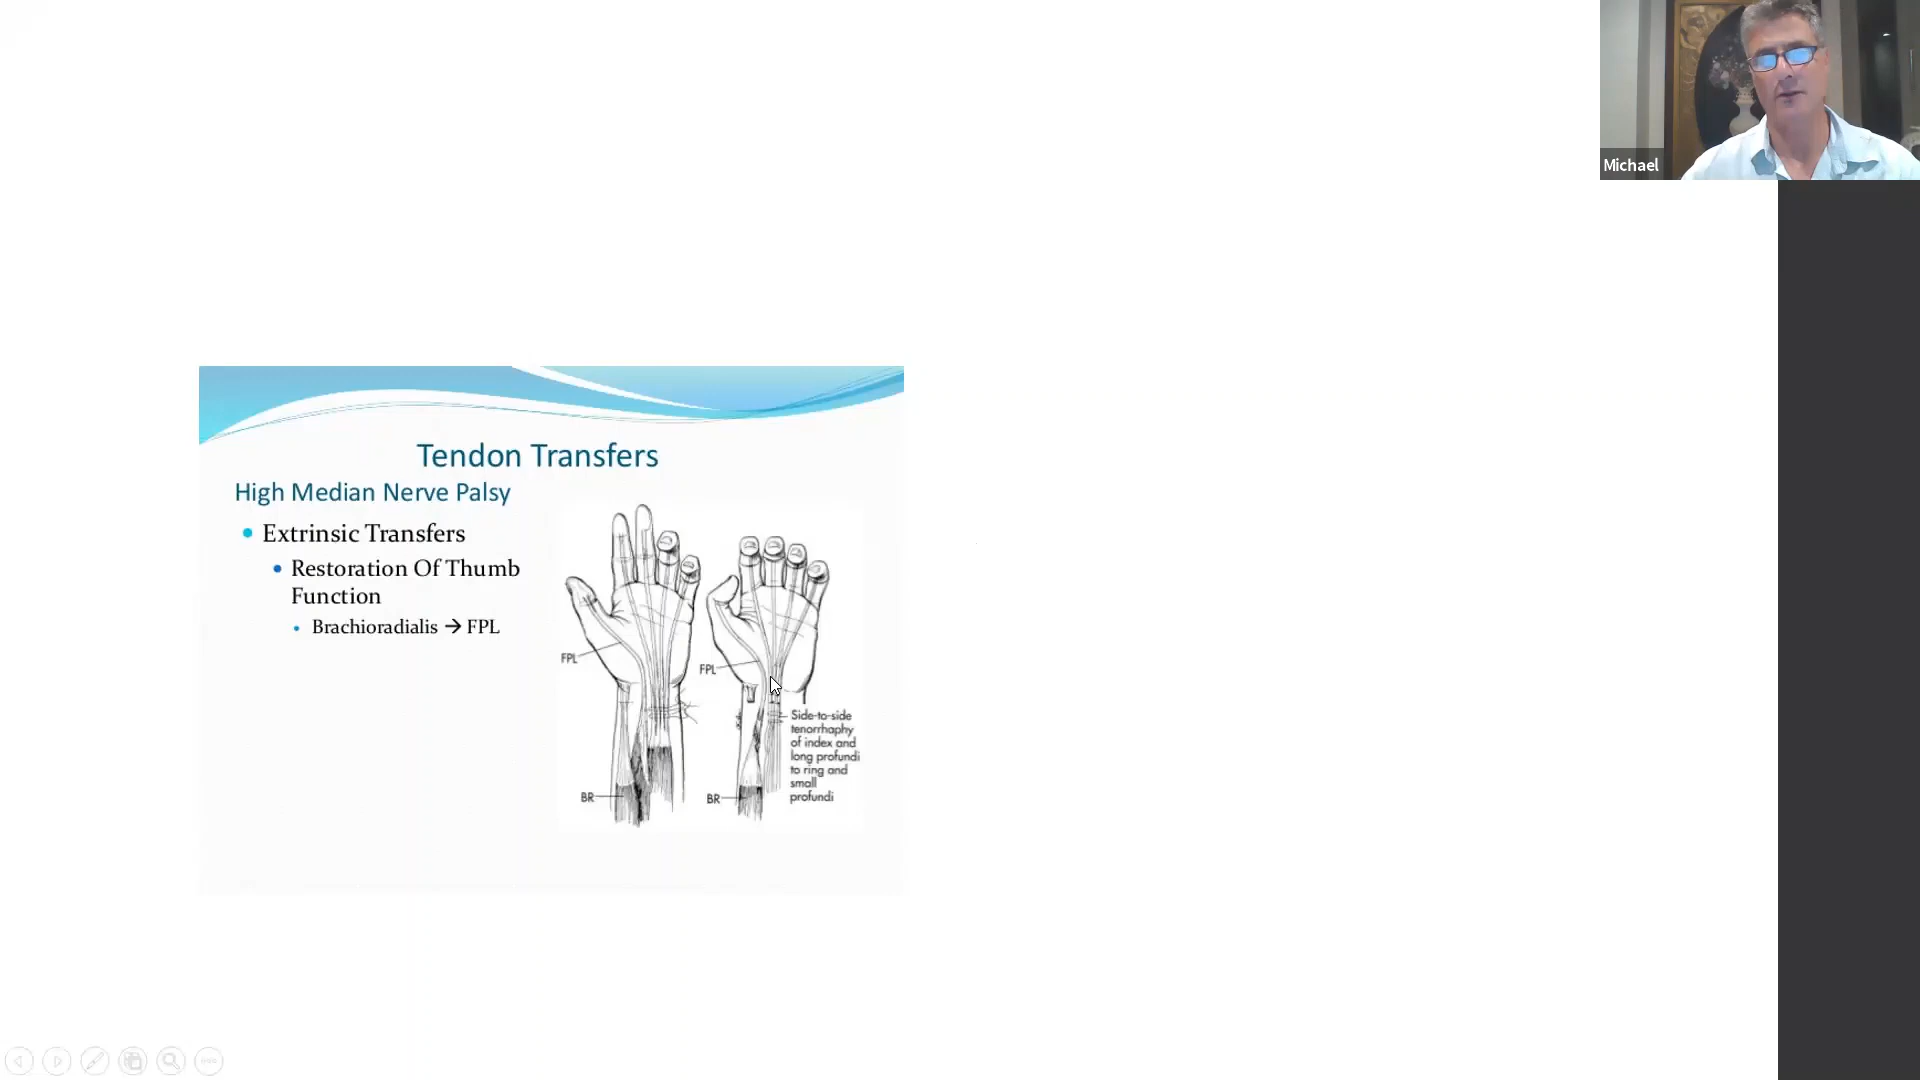 Michael
Tendon Transfers
High Median Nerve Palsy
• Extrinsic Transfers
• Restoration Of Thumb
Function
• Brachioradialis → FPL
FPL
BR
FPL
BR
Side-to-side
tenorrhaphy
of index and
long profundi
to ring and
small
profundi